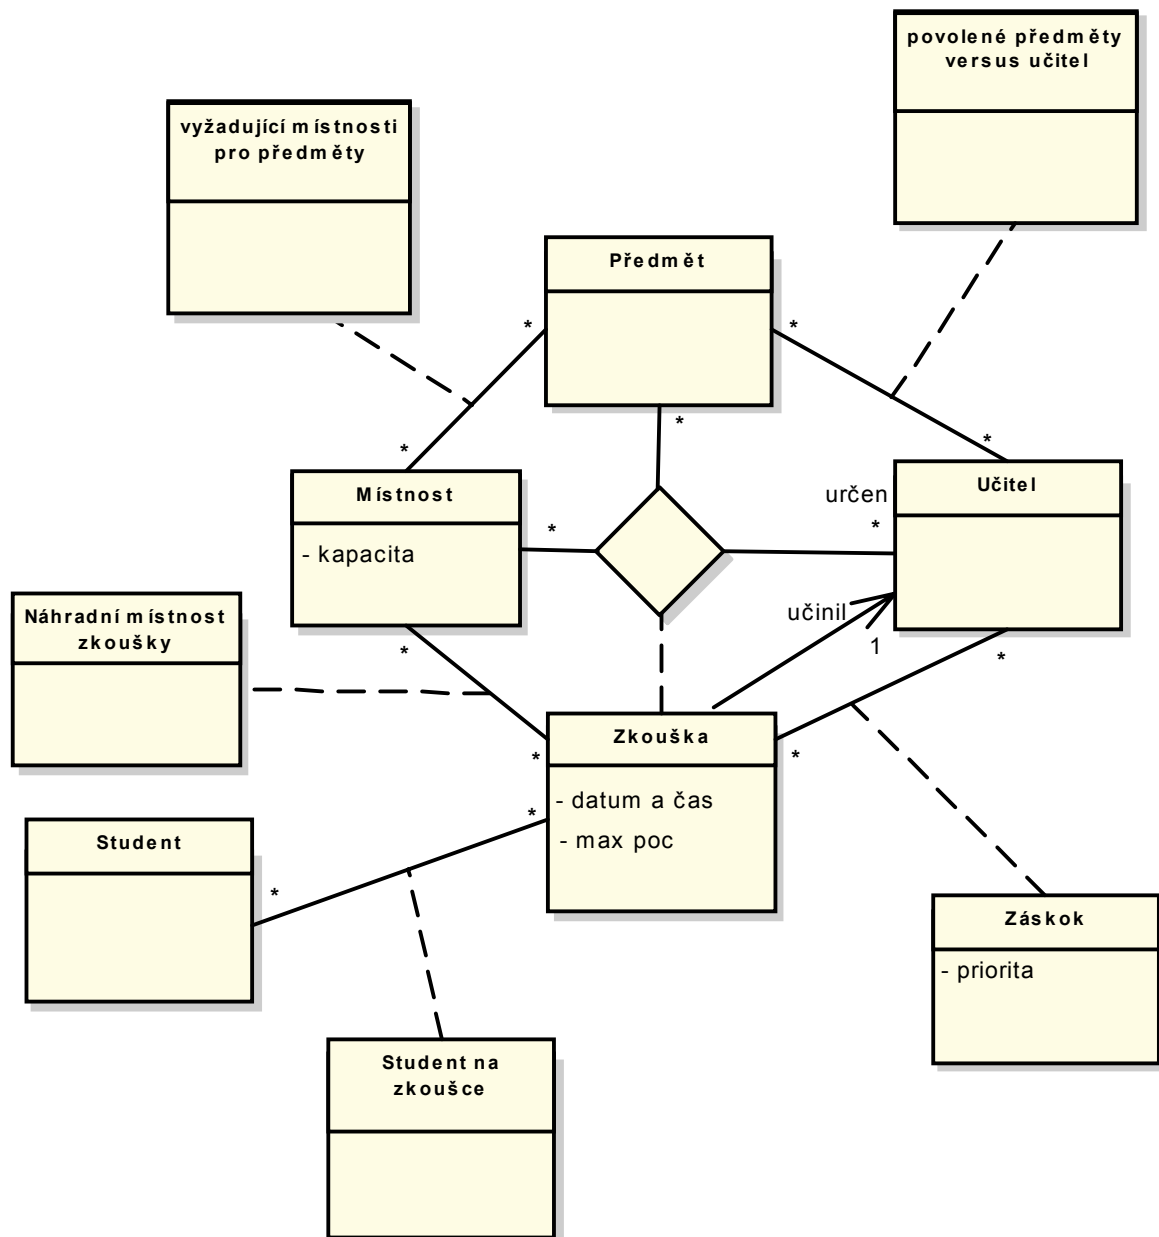 povolené předměty
versus učitel
vyžadující místnosti
pro předměty
Předmět
*
*
*
*
*
Místnost
- kapacita
*
určen
*
Učitel
Náhradní místnost
zkoušky
*
učinil
1
*
Zkouška
- datum a čas
- max poc
*
*
*
Student
*
Záskok
- priorita
Student na
zkoušce